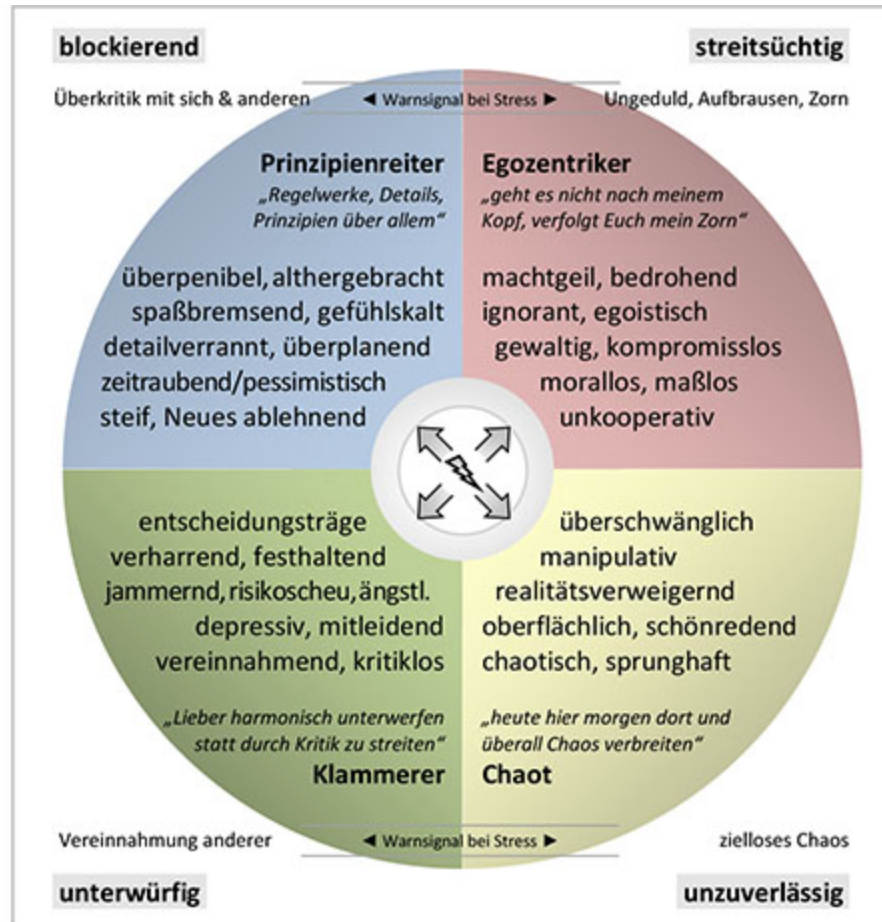 blockierend
streitsüchtig
Überkritik mit sich & anderen
◄ Warnsignal bei Stress ►
Ungeduld, Aufbrausen, Zorn
Prinzipienreiter
„Regelwerke, Details,
Prinzipien über allem“
überpenibel, althergebracht
spaßbremsend, gefühlskalt
detailverrannt, überplanend
zeitraubend/pessimistisch
steif, Neues ablehnend
Egozentriker
„geht es nicht nach meinem
Kopf, verfolgt Euch mein Zorn“
machtgeil, bedrohend
ignorant, egoistisch
gewaltig, kompromisslos
morallos, maßlos
unkooperativ
entscheidungsträge
verharrend, festhaltend
jammernd, risikoscheu, ängstl.
depressiv, mitleidend
vereinnahmend, kritiklos
„Lieber harmonisch unterwerfen
statt durch Kritik zu streiten“
Klammerer
überschwänglich
manipulativ
realitätsverweigernd
oberflächlich, schönredend
chaotisch, sprunghaft
„heute hier morgen dort und
überall Chaos verbreiten“
Chaot
Vereinnahmung anderer
◄ Warnsignal bei Stress ►
zielloses Chaos
unterwürfig
unzuverlässig